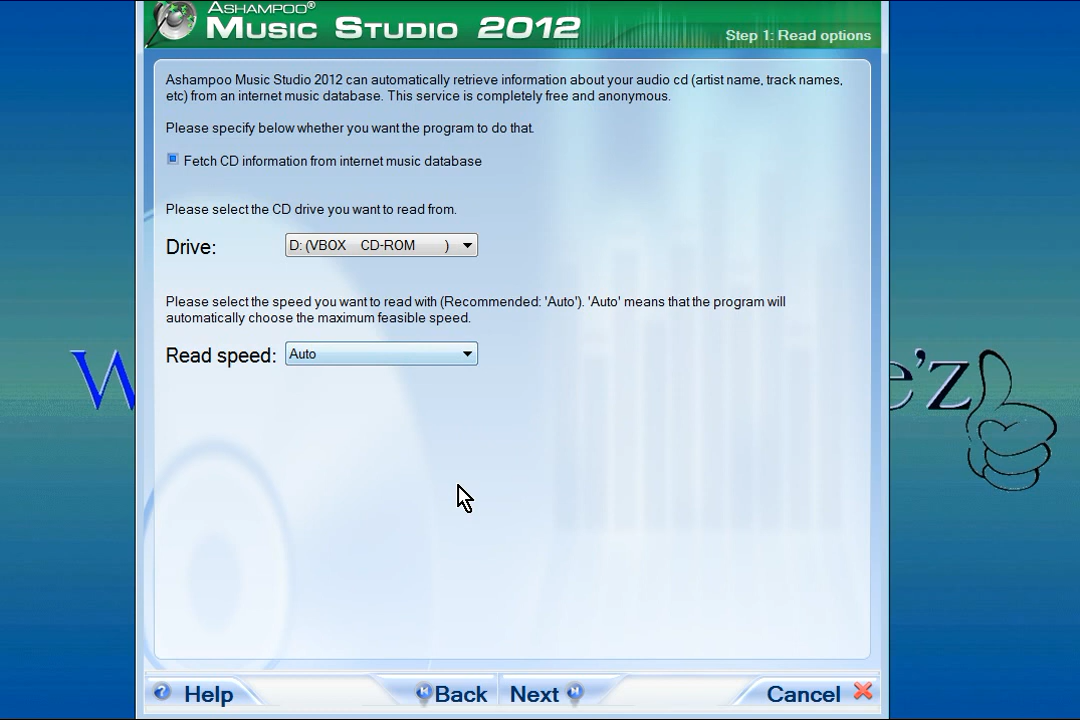 ASHAMPOO®
MUSIC STUDIO 2012
Step 1: Read options
Ashampoo Music Studio 2012 can automatically retrieve information about your audio cd (artist name, track names,
etc) from an internet music database. This service is completely free and anonymous.
Please specify below whether you want the program to do that.
Fetch CD information from internet music database
Please select the CD drive you want to read from.
Drive: D: (VBOX CD-ROM )
Please select the speed you want to read with (Recommended: 'Auto'). 'Auto' means that the program will
automatically choose the maximum feasible speed.
Read speed: Auto
Help Back Next Cancel